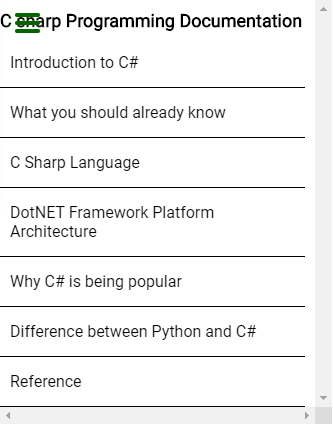 C sharp Programming Documentation
Introduction to C#
What you should already know
C Sharp Language
DotNET Framework Platform
Architecture
Why C# is being popular
Difference between Python and C#
Reference